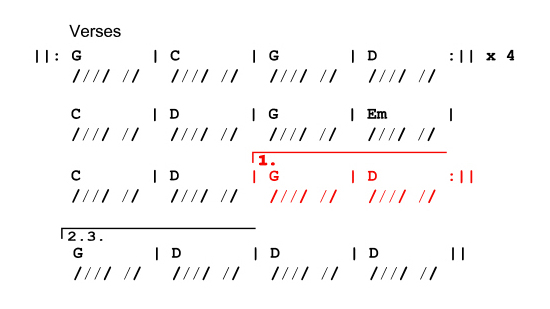 Verses
||: G | C | G | D :|| x 4
//// // //// // //// // //// //
C | D | G | Em |
//// // //// // //// // //// //
1.
C | D | G | D :||
//// // //// // //// // //// //
2.3.
G | D | D | D ||
//// // //// // //// // //// //